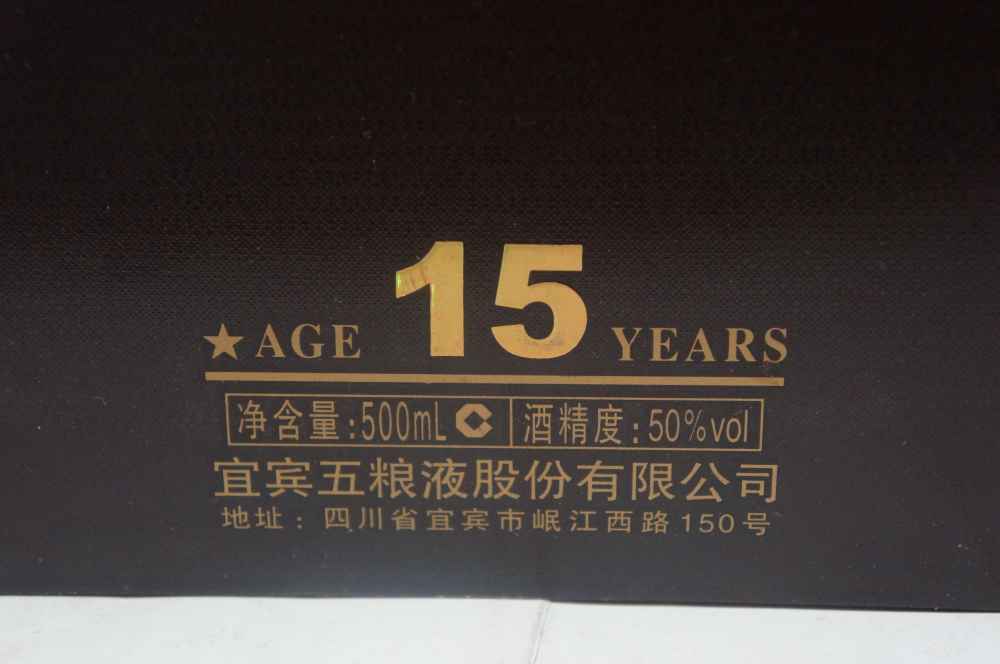 ★AGE 15 YEARS
净含量:500mL 酒精度:50%vol
宜宾五粮液股份有限公司
地址:四川省宜宾市岷江西路150号